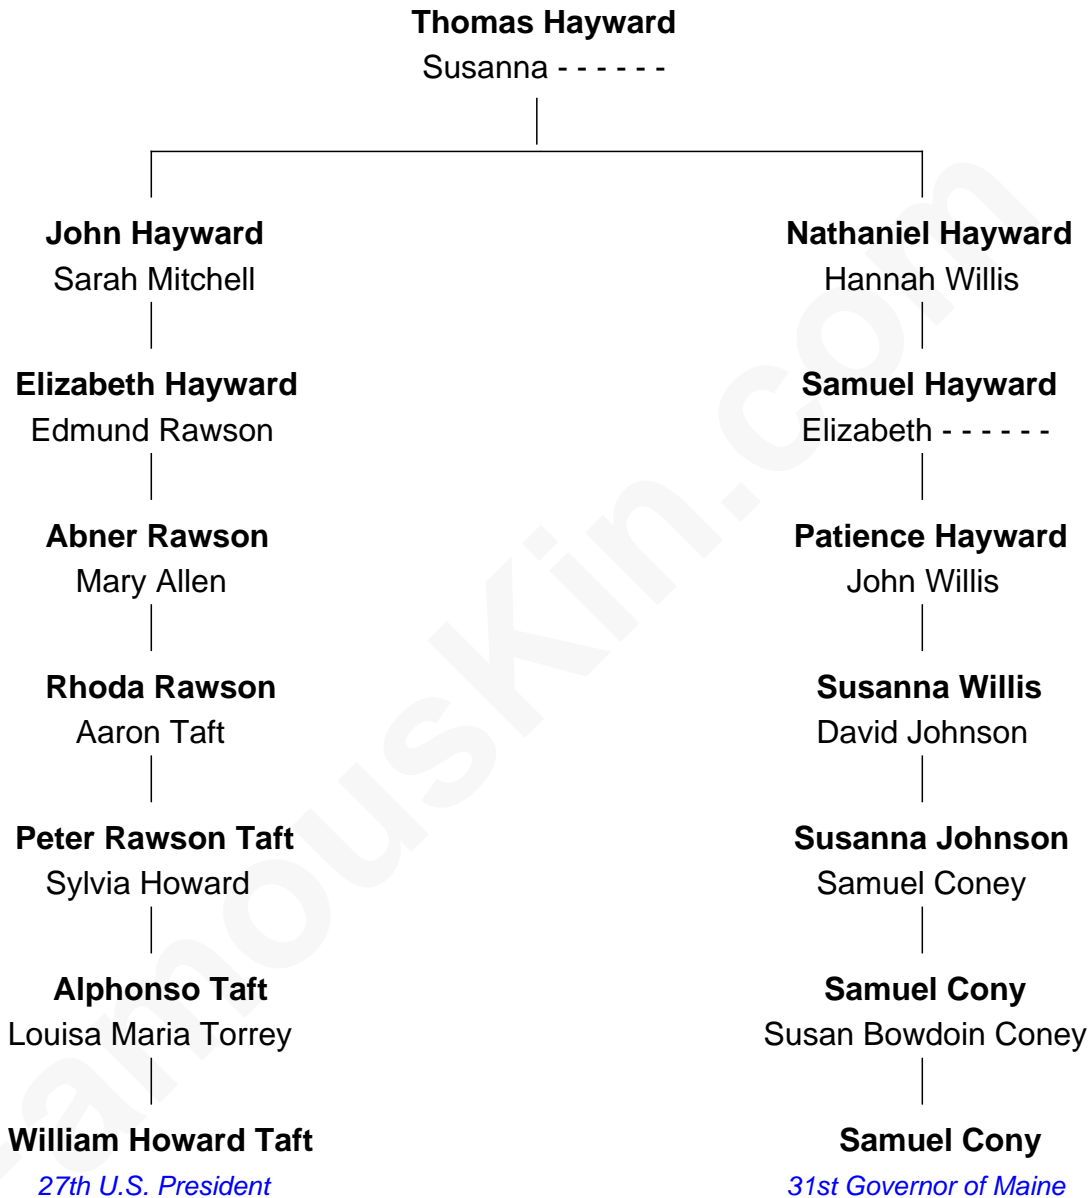 Thomas Hayward
Susanna - - - - - -
John Hayward
Sarah Mitchell
Nathaniel Hayward
Hannah Willis
Elizabeth Hayward
Edmund Rawson
Samuel Hayward
Elizabeth - - - - - -
Abner Rawson
Mary Allen
Patience Hayward
John Willis
Rhoda Rawson
Aaron Taft
Susanna Willis
David Johnson
Peter Rawson Taft
Sylvia Howard
Susanna Johnson
Samuel Coney
Alphonso Taft
Louisa Maria Torrey
Samuel Cony
Susan Bowdoin Coney
William Howard Taft
27th U.S. President
Samuel Cony
31st Governor of Maine
FamousKin.com